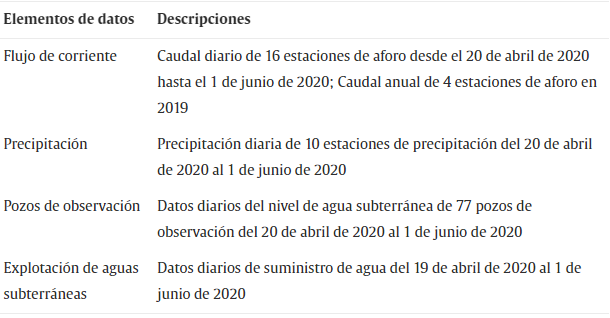 Elementos de datos Descripciones
Flujo de corriente Caudal diario de 16 estaciones de aforo desde el 20 de abril de 2020
hasta el 1 de junio de 2020; Caudal anual de 4 estaciones de aforo en
2019
Precipitación Precipitación diaria de 10 estaciones de precipitación del 20 de abril
de 2020 al 1 de junio de 2020
Pozos de observación Datos diarios del nivel de agua subterránea de 77 pozos de
observación del 20 de abril de 2020 al 1 de junio de 2020
Explotación de aguas Datos diarios de suministro de agua del 19 de abril de 2020 al 1 de
subterráneas junio de 2020